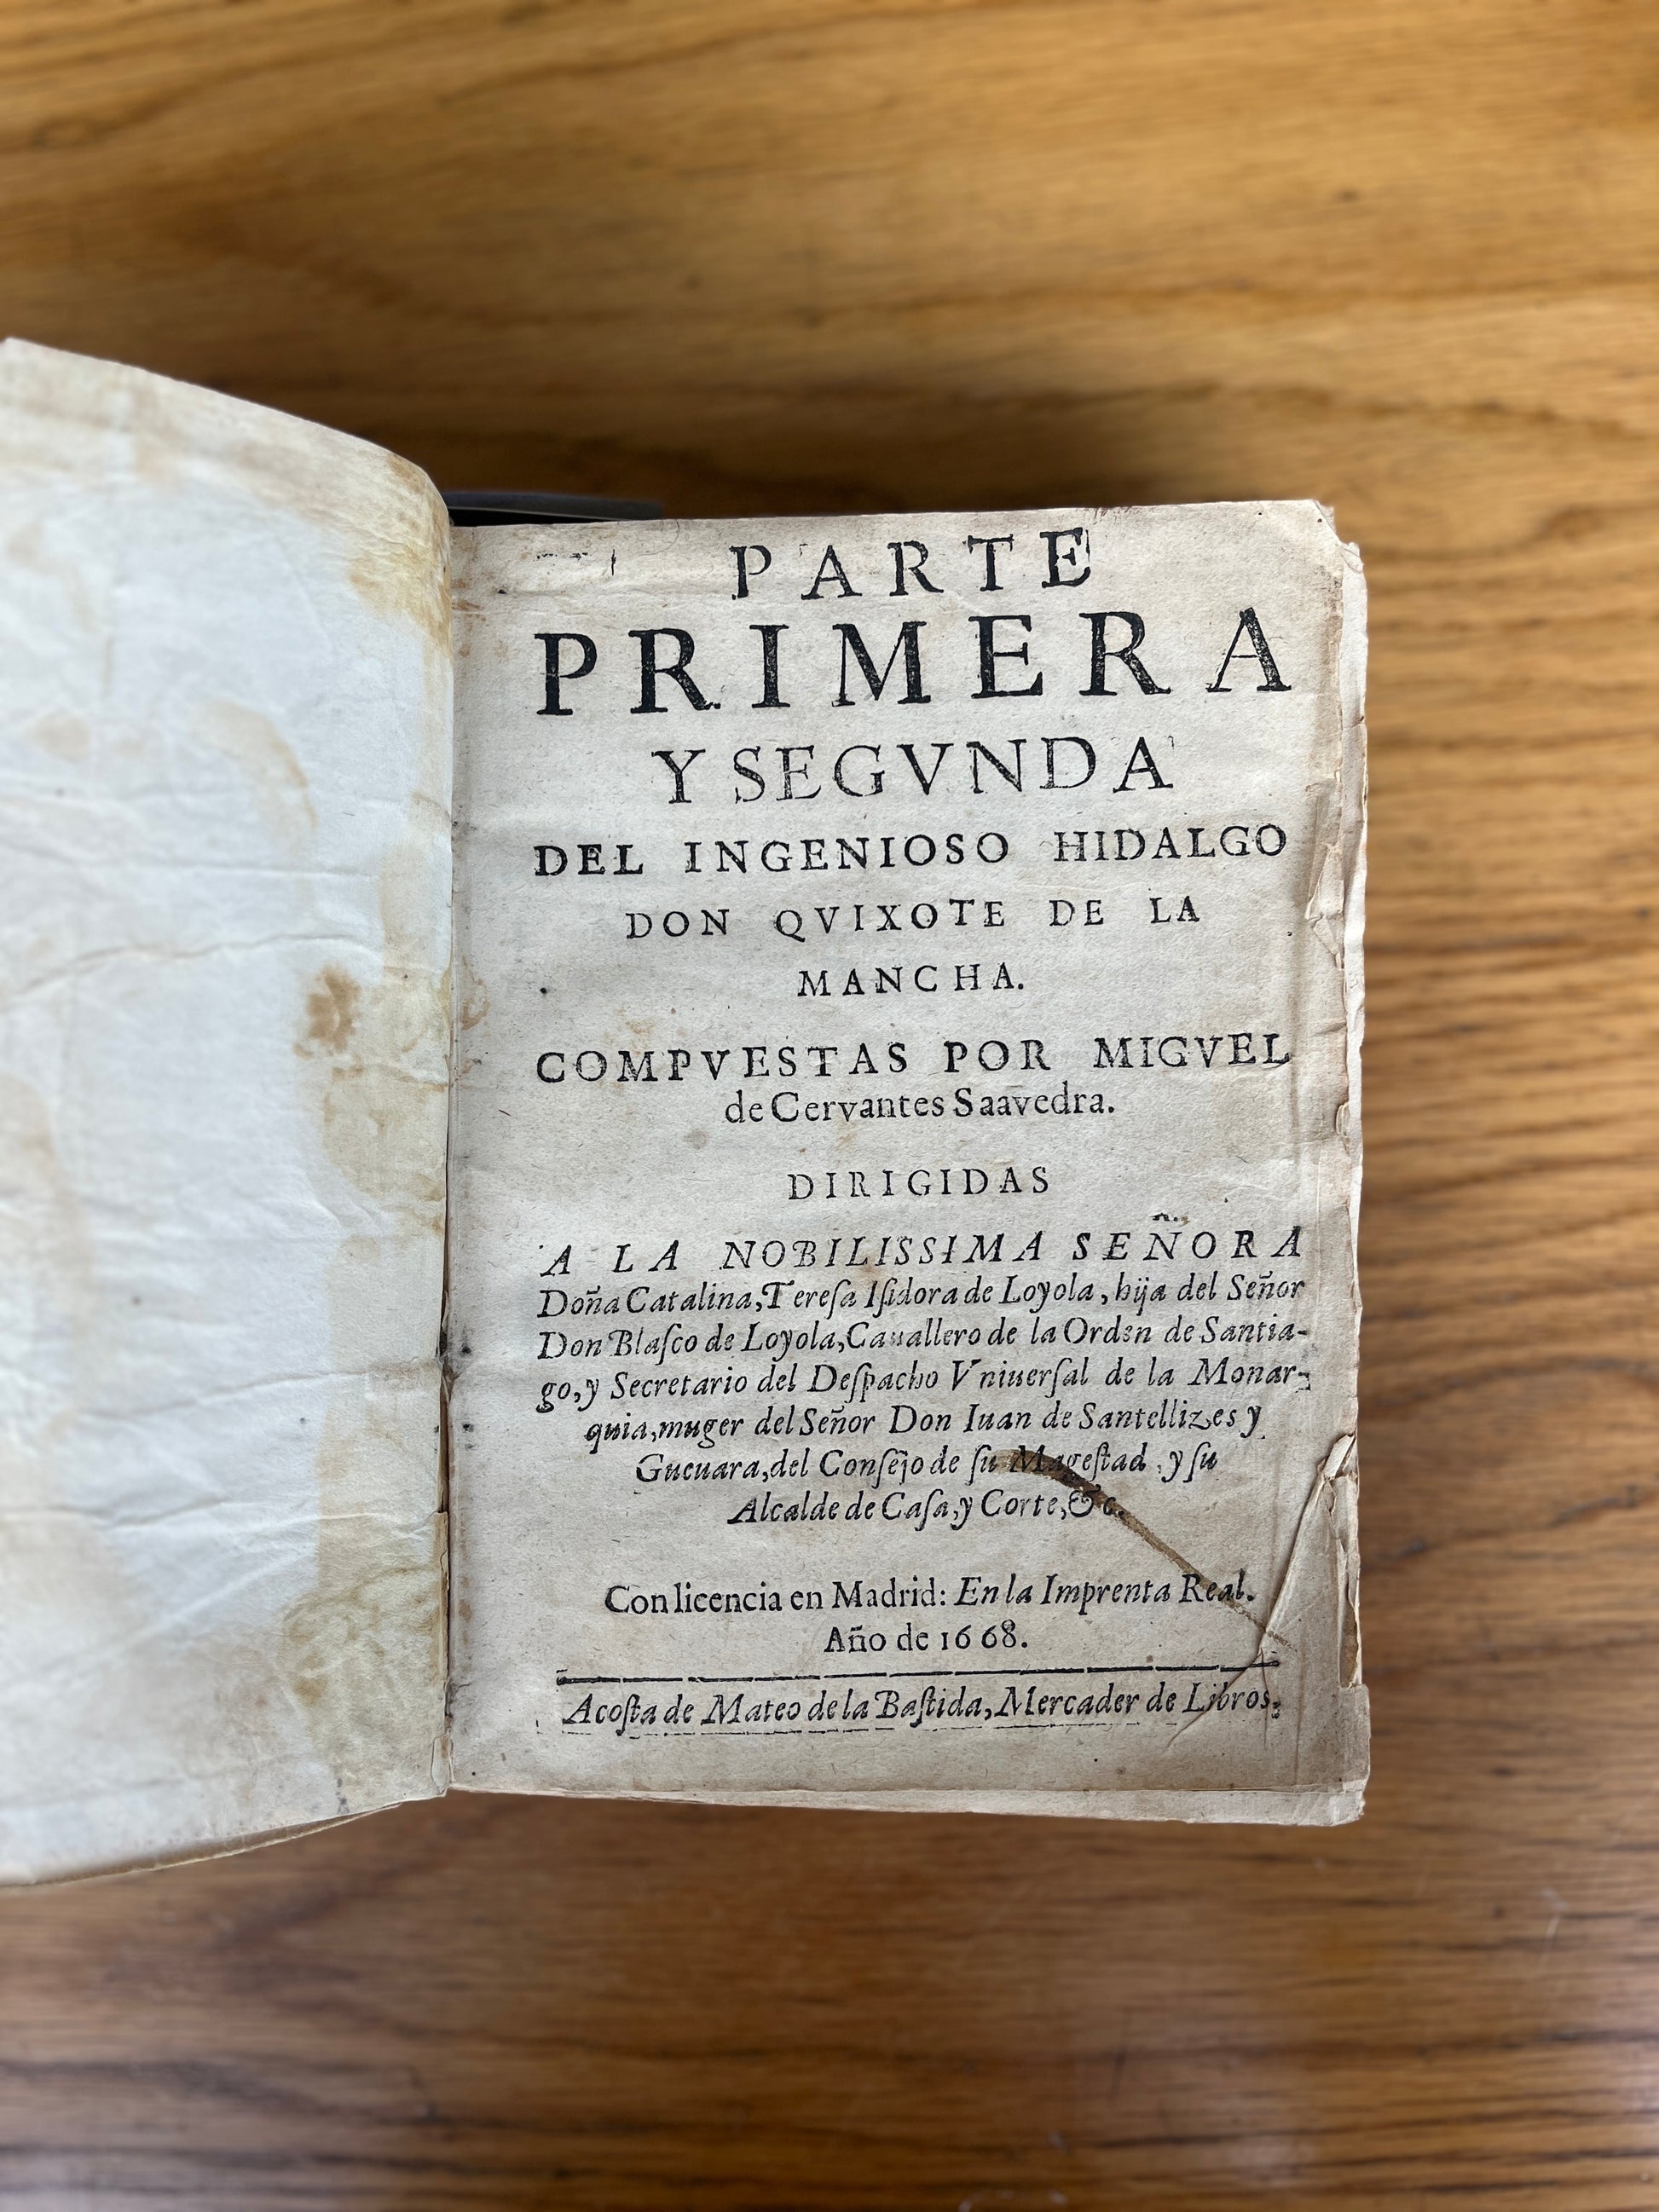 PARTE
PRIMERA
Y SEGVNDA
DEL INGENIOSO HIDALGO
DON QVIXOTE DE LA
MANCHA.
COMPVESTAS POR MIGVEL
de Cervantes Saavedra.
DIRIGIDAS
A LA NOBILISSIMA SEÑORA
Doña Catalina, Tereſa Iſidora de Loyola, hija del Señor
Don Blaſco de Loyola, Cauallero de la Orden de Santia-
go, y Secretario del Deſpacho Vniuerſal de la Monar-
quia, muger del Señor Don Iuan de Santellizes y
Gueuara, del Conſejo de ſu Mageſtad, y ſu
Alcalde de Caſa, y Corte, &c.
Con licencia en Madrid: En la Imprenta Real.
Año de 1668.
Acoſta de Mateo de la Baſtida, Mercader de Libros.